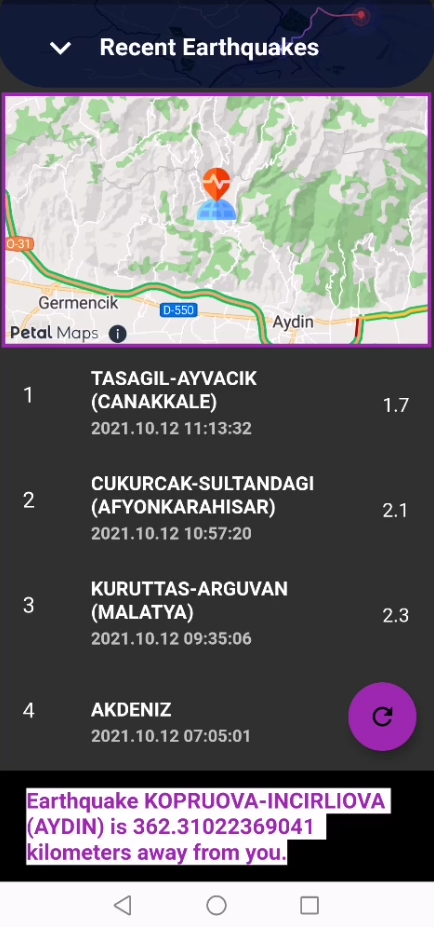 Recent Earthquakes
O-31
Germencik
D-550
Aydin
Petal Maps i
1
TASAGIL-AYVACIK
(CANAKKALE)
1.7
2021.10.12 11:13:32
2
CUKURCAK-SULTANDAGI
(AFYONKARAHISAR)
2.1
2021.10.12 10:57:20
3
KURUTTAS-ARGUVAN
(MALATYA)
2.3
2021.10.12 09:35:06
4
AKDENIZ
2021.10.12 07:05:01
Earthquake KOPRUOVA-INCIRLIOVA
(AYDIN) is 362.31022369041
kilometers away from you.